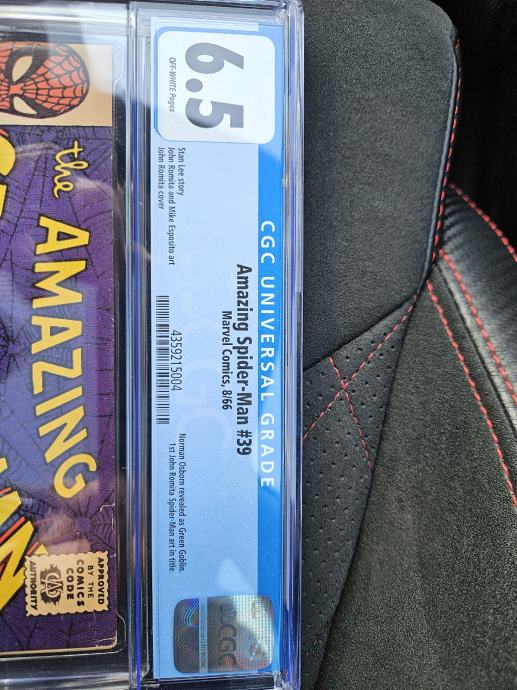 CGC UNIVERSAL GRADE
6.5
OFF-WHITE Pages
Amazing Spider-Man #39
Marvel Comics, 8/66
Stan Lee story
John Romita and Mike Esposito art
John Romita cover
4359215004
Norman Osborn revealed as Green Goblin.
1st John Romita Spider-Man art in title.
CGC
the AMAZING
APPROVED
BY THE
COMICS
CODE
AUTHORITY